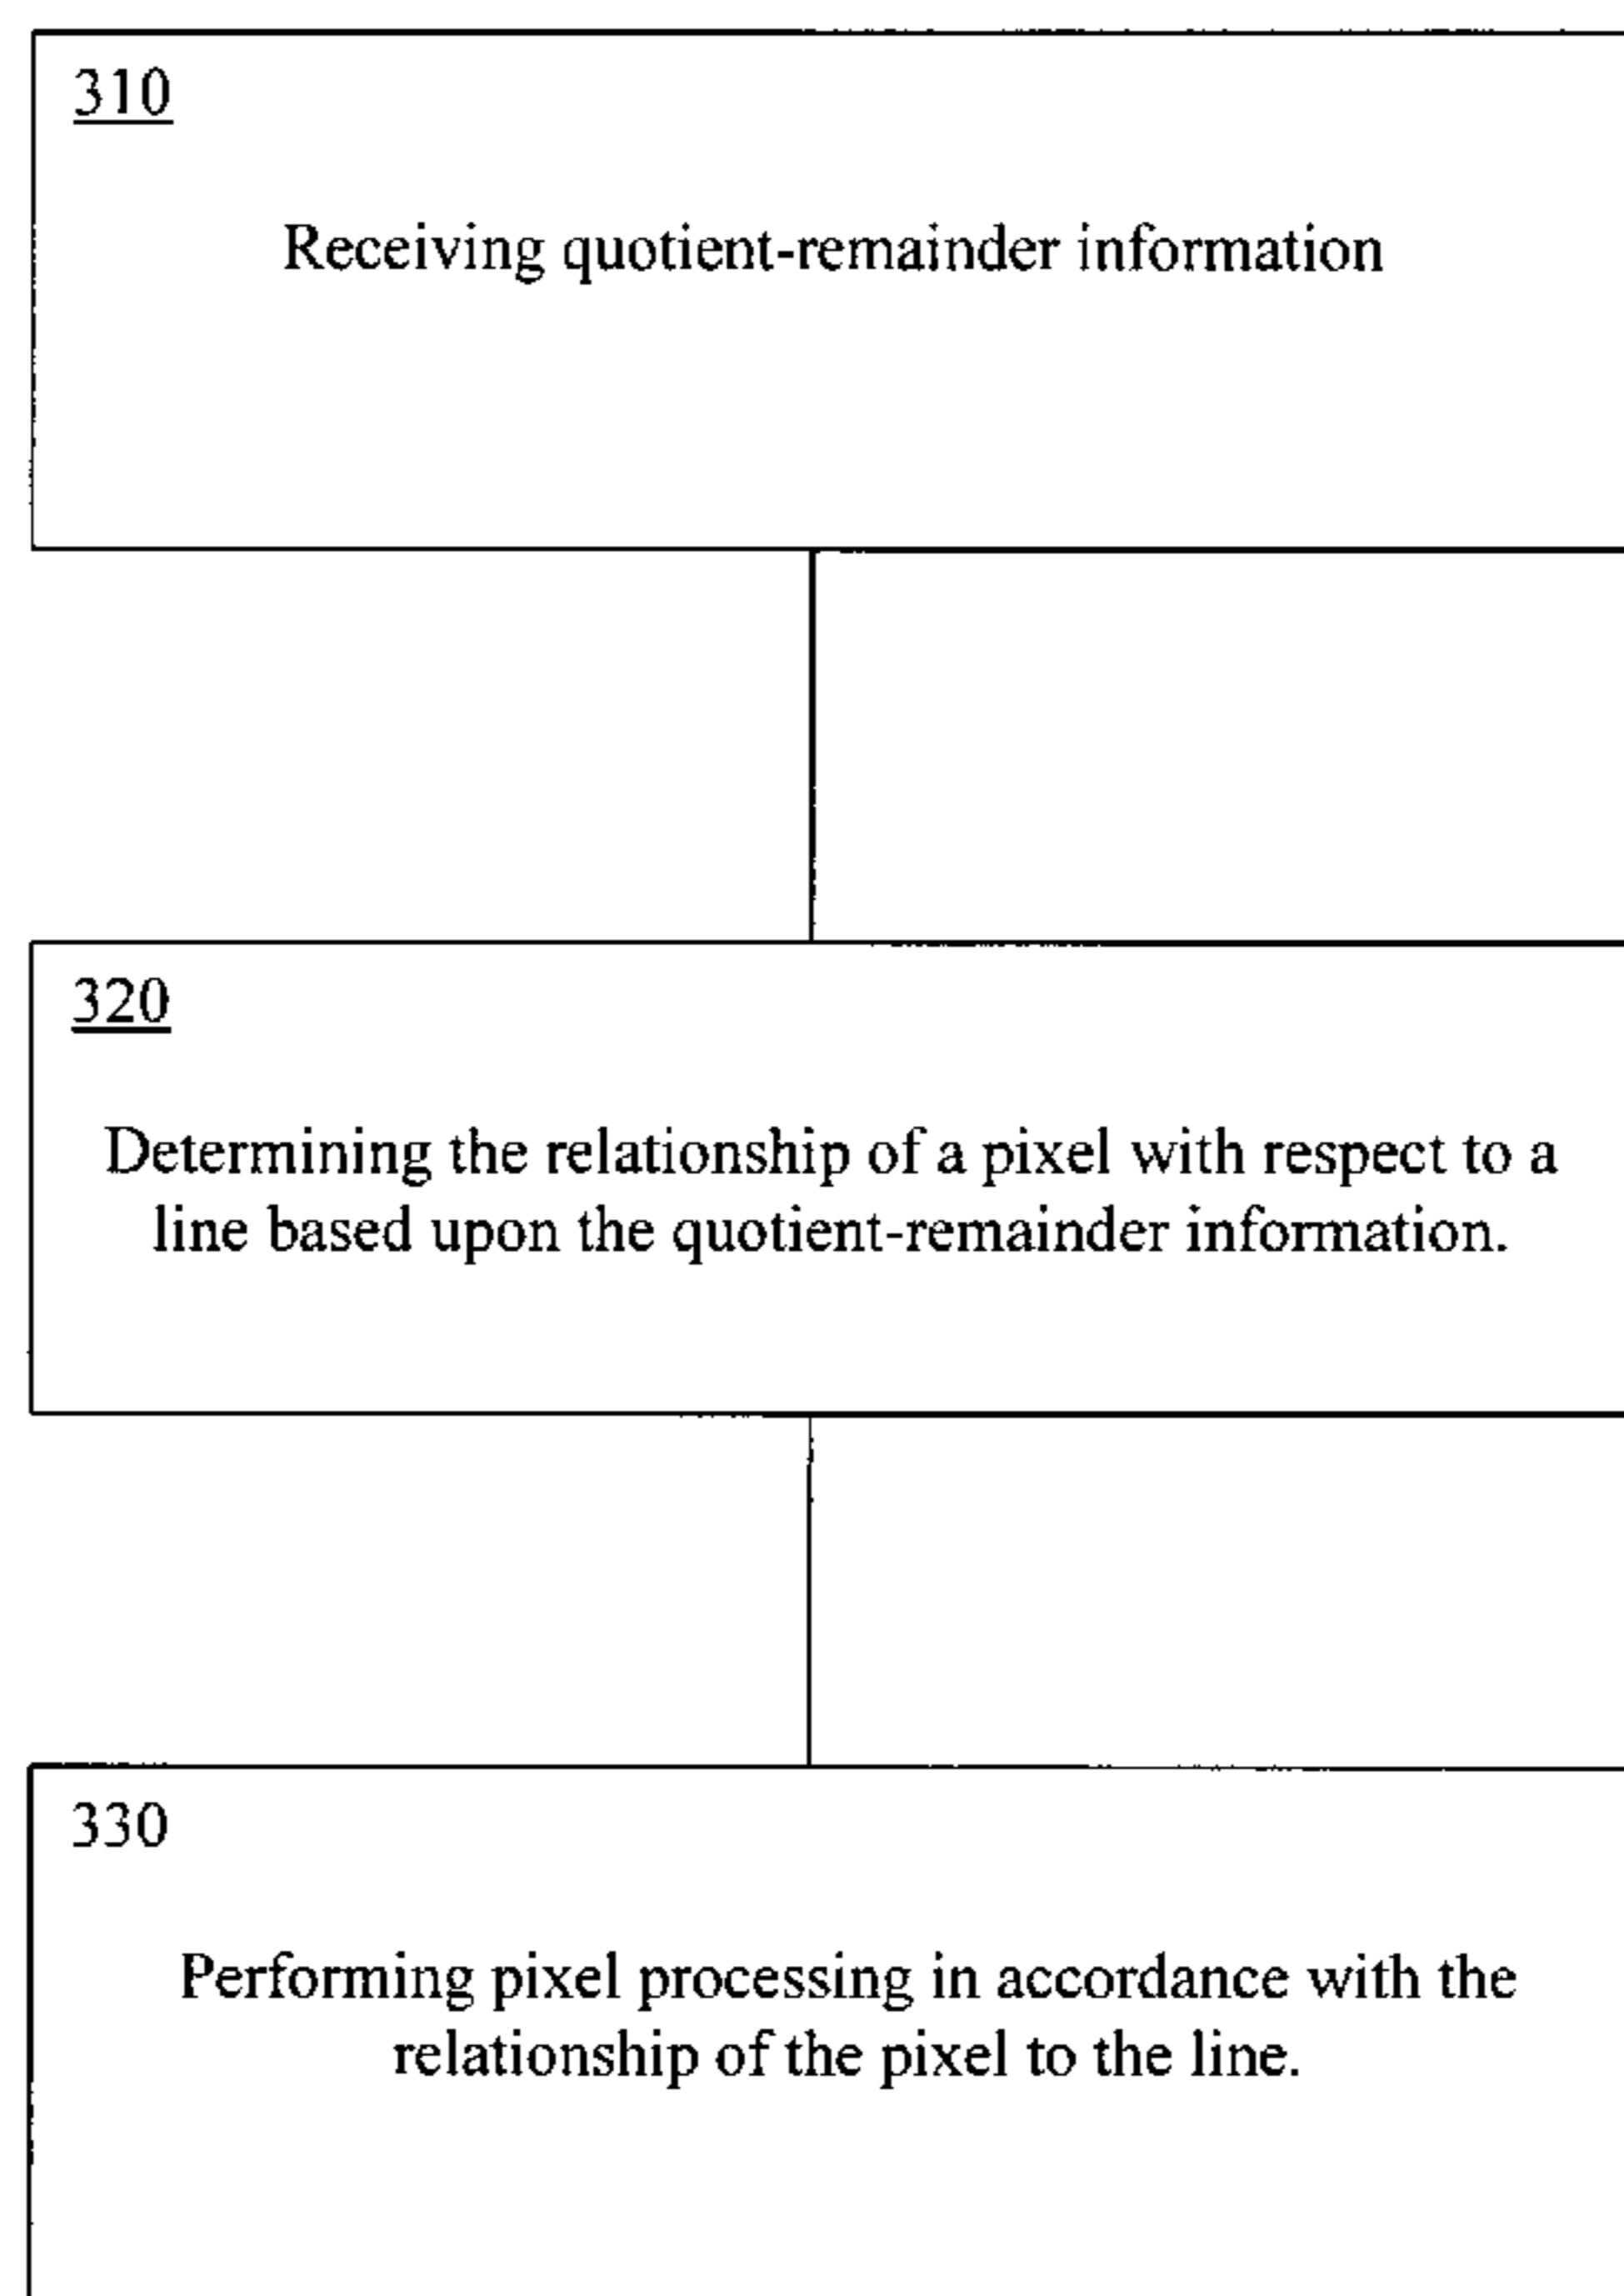 310
Receiving quotient-remainder information
320
Determining the relationship of a pixel with respect to a
line based upon the quotient-remainder information.
330
Performing pixel processing in accordance with the
relationship of the pixel to the line.